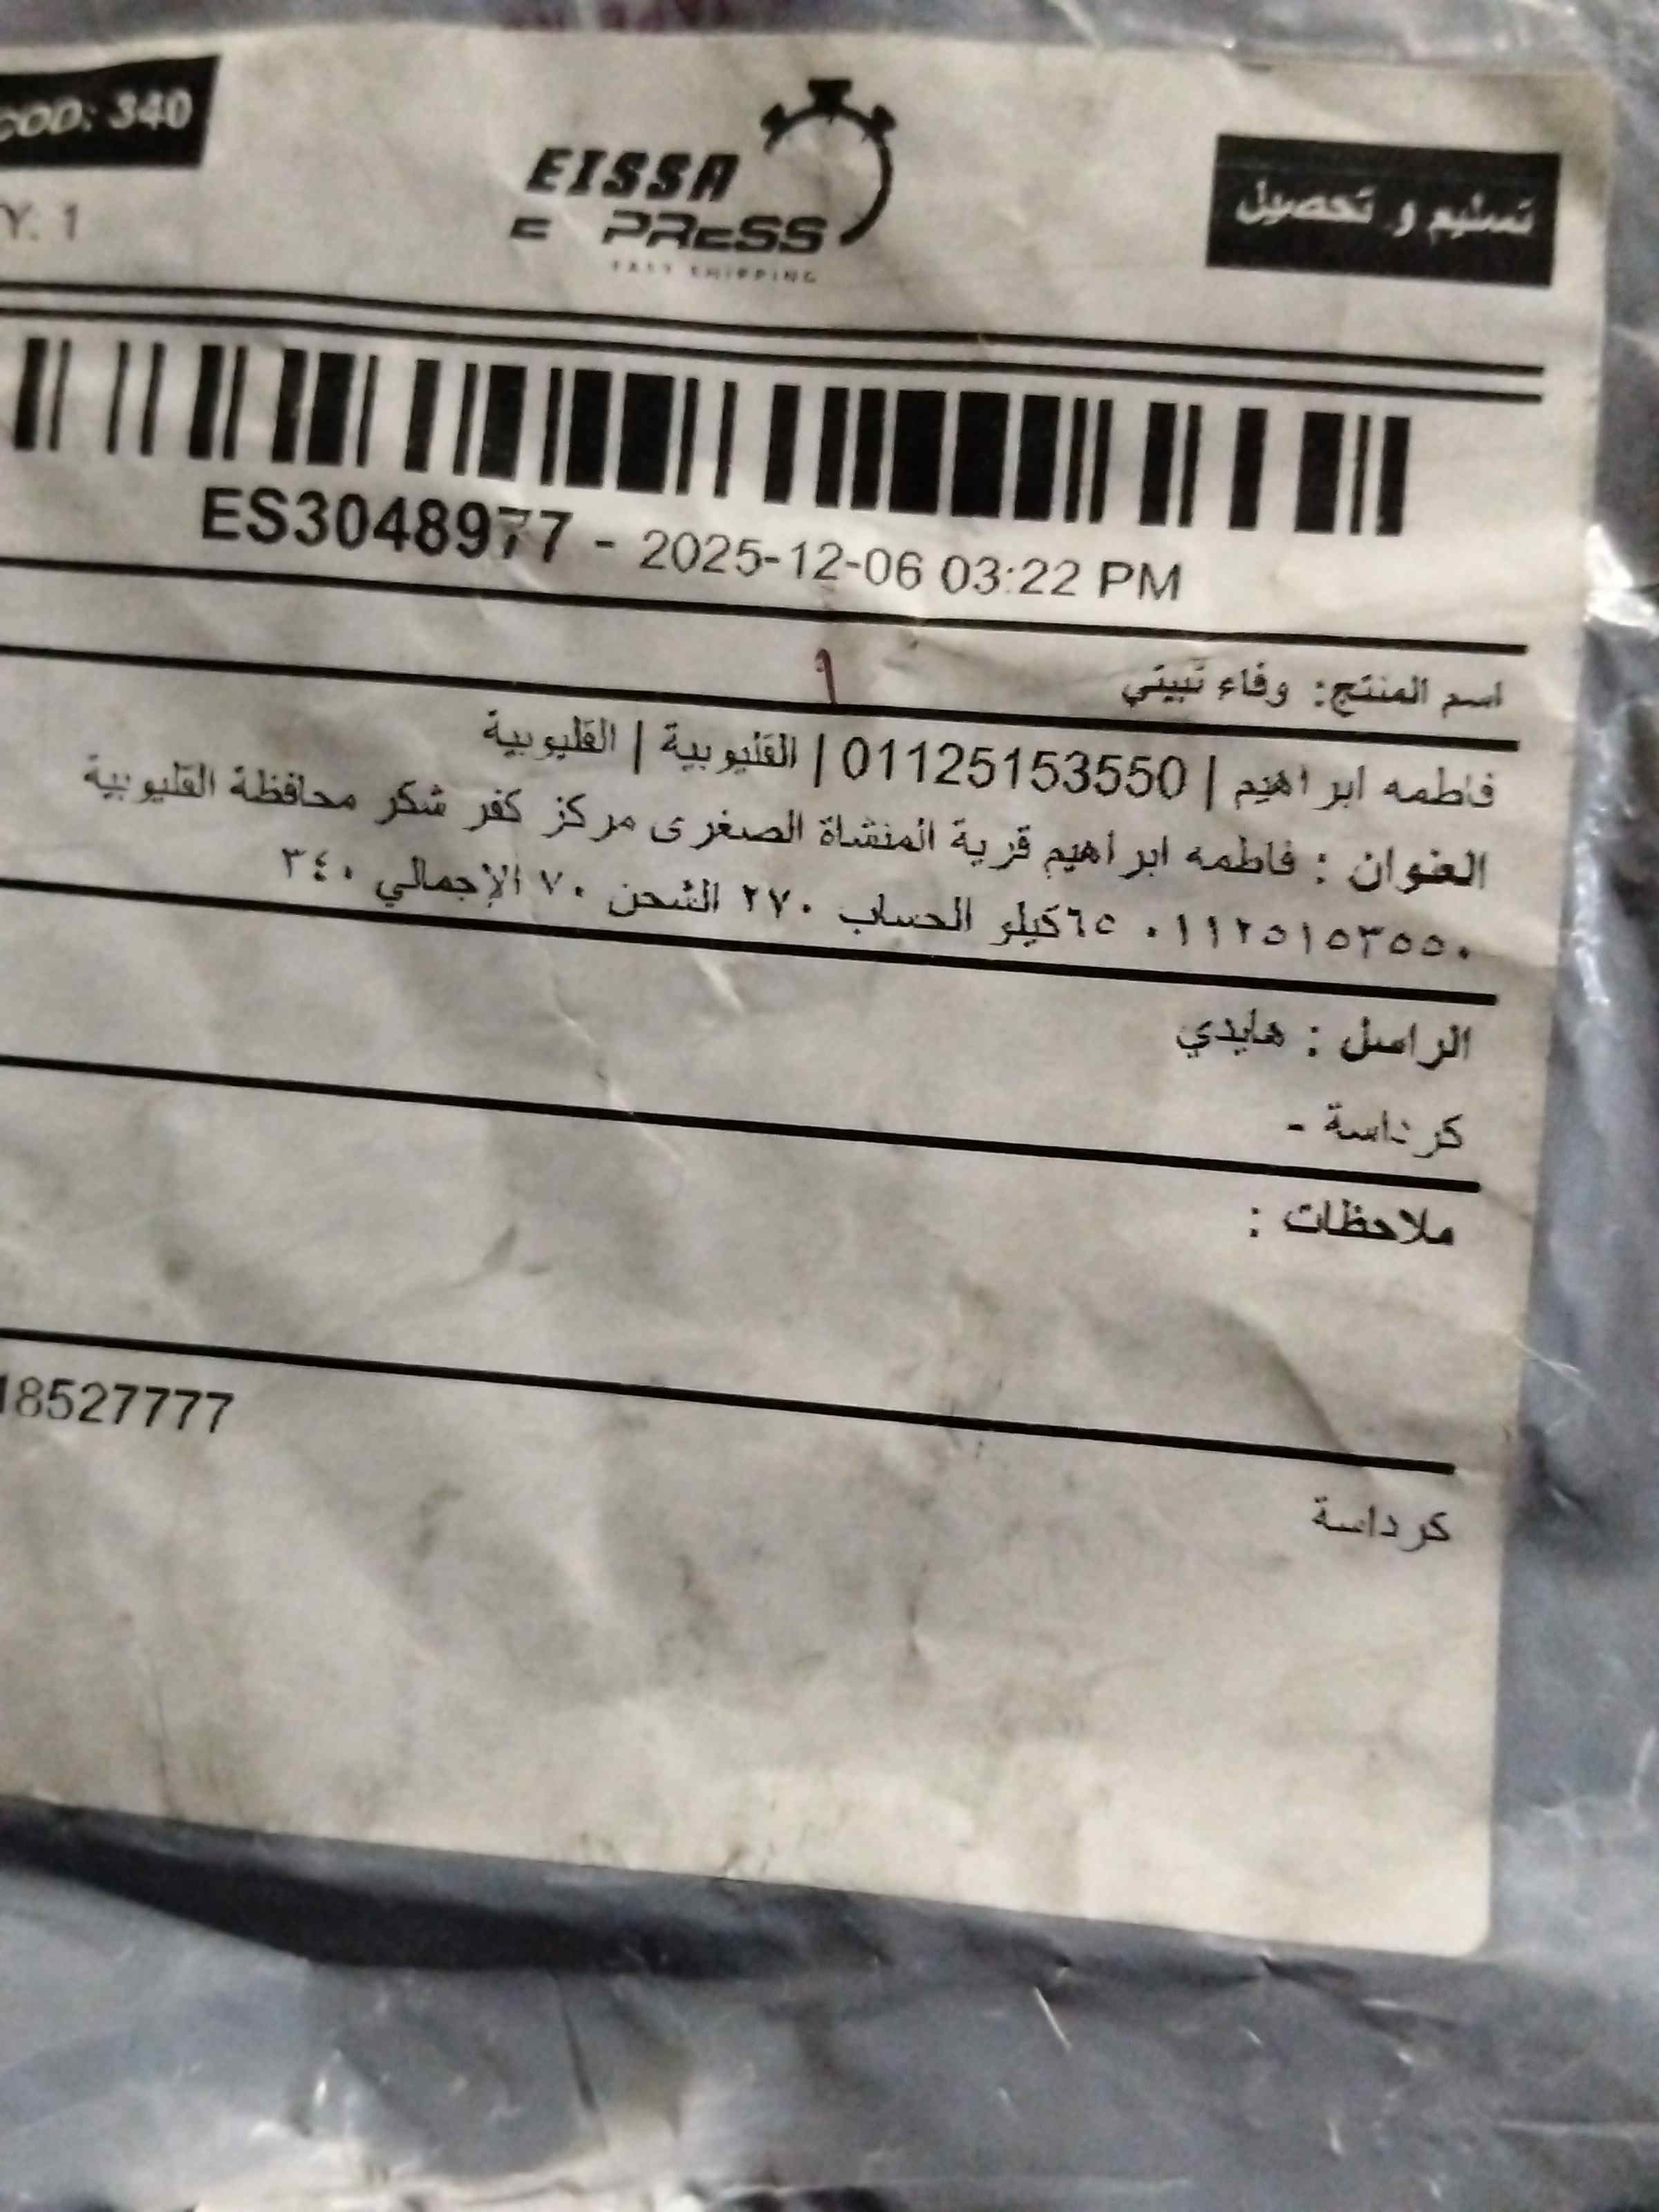 COD: 340
EISSA
E PRESS
FAST SHIPPING
تسليم و تحصيل
Y: 1
ES3048977 - 2025-12-06 03:22 PM
اسم المنتج: وفاء تبيتي
فاطمه ابراهيم | 01125153550 | القليوبية | القليوبية
العنوان : فاطمه ابراهيم قرية المنشاة الصغرى مركز كفر شكر محافظة القليوبية
٠١١٢٥١٥٣٥٥٠ ٦٥كيلو الحساب ٢٧٠ الشحن ٧٠ الإجمالي ٣٤٠
الراسل : هايدي
كرداسة -
ملاحظات :
18527777
كرداسة